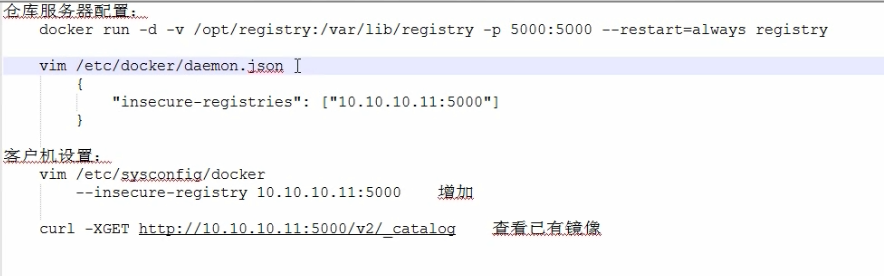 仓库服务器配置：
docker run -d -v /opt/registry:/var/lib/registry -p 5000:5000 --restart=always registry
vim /etc/docker/daemon.json
{
"insecure-registries": ["10.10.10.11:5000"]
}
客户机设置：
vim /etc/sysconfig/docker
--insecure-registry 10.10.10.11:5000 增加
curl -XGET http://10.10.10.11:5000/v2/_catalog 查看已有镜像